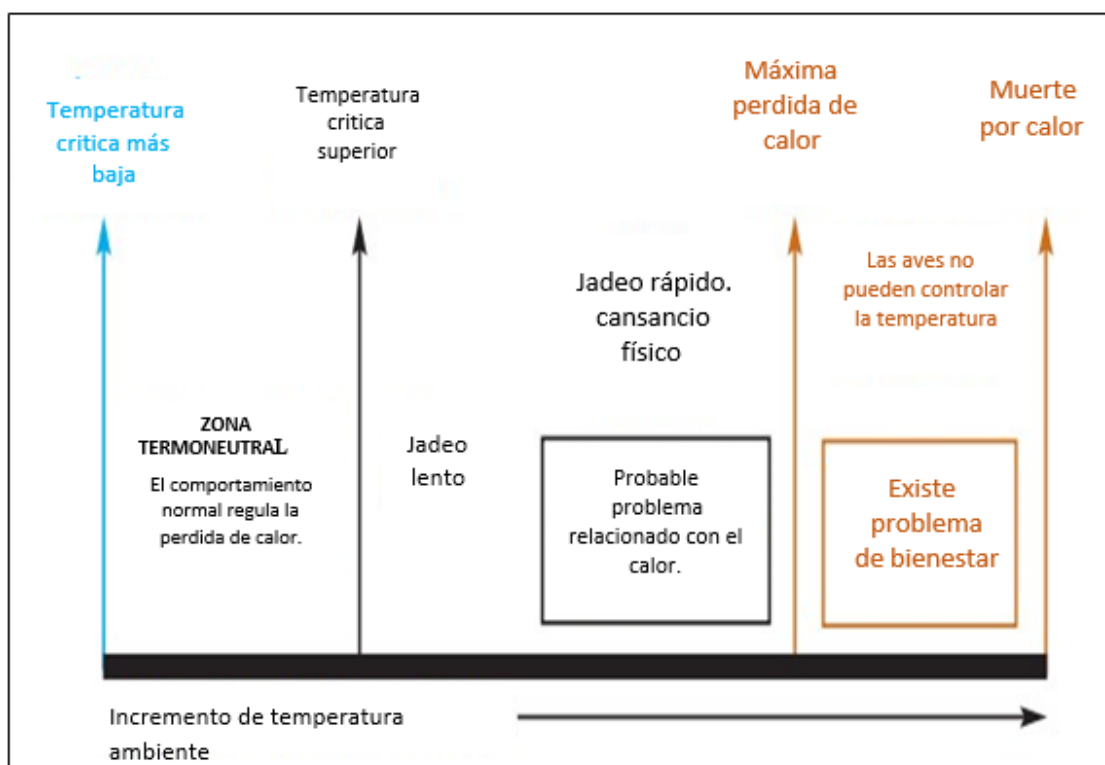 Temperatura
critica más
baja
Temperatura
critica
superior
Máxima
perdida de
calor
Muerte
por calor
Jadeo rápido.
cansancio
físico
Las aves no
pueden controlar
la temperatura
ZONA
TERMONEUTRAL
El comportamiento
normal regula la
perdida de calor.
Jadeo
lento
Probable
problema
relacionado con el
calor.
Existe
problema
de bienestar
Incremento de temperatura
ambiente